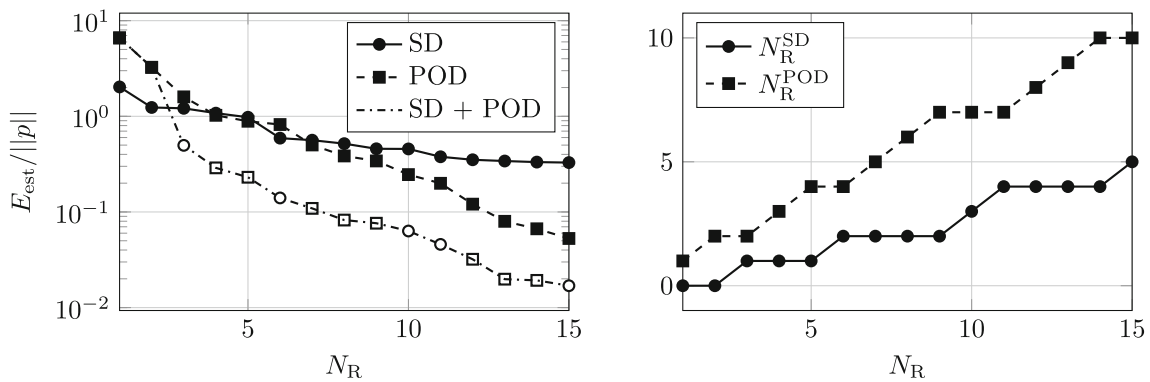 10^1
10^0
10^{-1}
10^{-2}
E_est/||p||
5
10
15
N_R
SD
POD
SD + POD
10
5
0
5
10
15
N_R
N_R^SD
N_R^POD